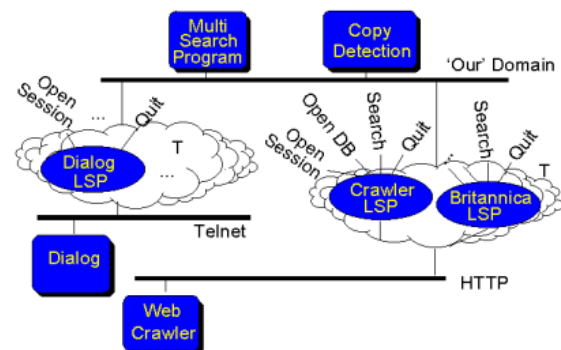 Multi
Search
Program
Copy
Detection
'Our' Domain
Open
Session
...
Quit
T
Dialog
LSP
...
Open
Session
Open DB
Search
Quit
...
Search
Quit
T
Crawler
LSP
Britannica
LSP
Telnet
Dialog
HTTP
Web
Crawler